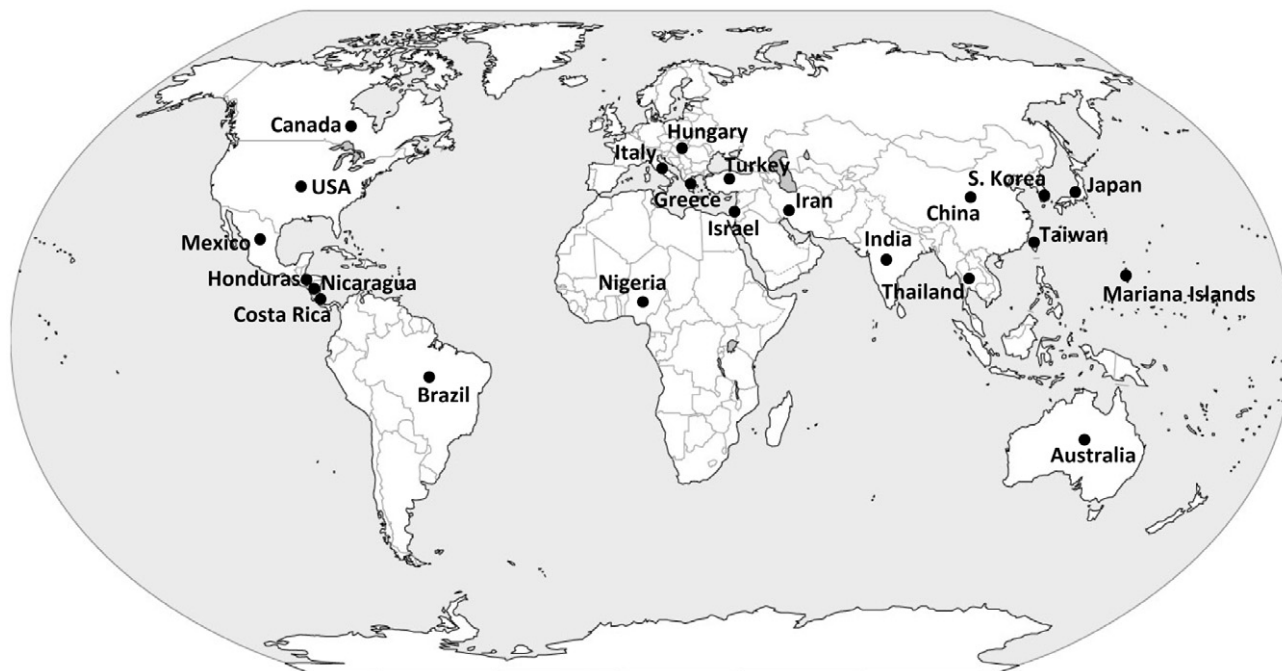 Canada
Hungary
Italy
Turkey
USA
S. Korea
Japan
Greece
Iran
China
Israel
Mexico
India
Taiwan
Honduras
Nicaragua
Nigeria
Thailand
Mariana Islands
Costa Rica
Brazil
Australia